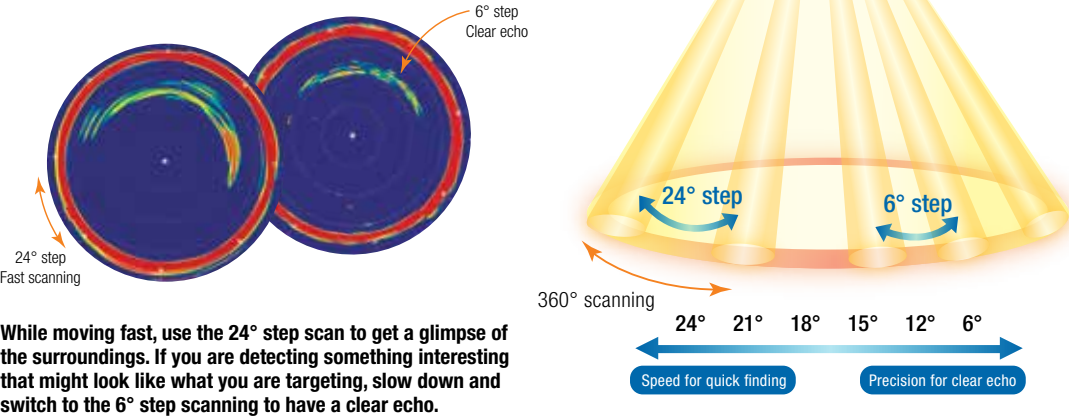 6° step
Clear echo
24° step
Fast scanning
While moving fast, use the 24° step scan to get a glimpse of
the surroundings. If you are detecting something interesting
that might look like what you are targeting, slow down and
switch to the 6° step scanning to have a clear echo.
24° step
6° step
360° scanning
24° 21° 18° 15° 12° 6°
Speed for quick finding
Precision for clear echo